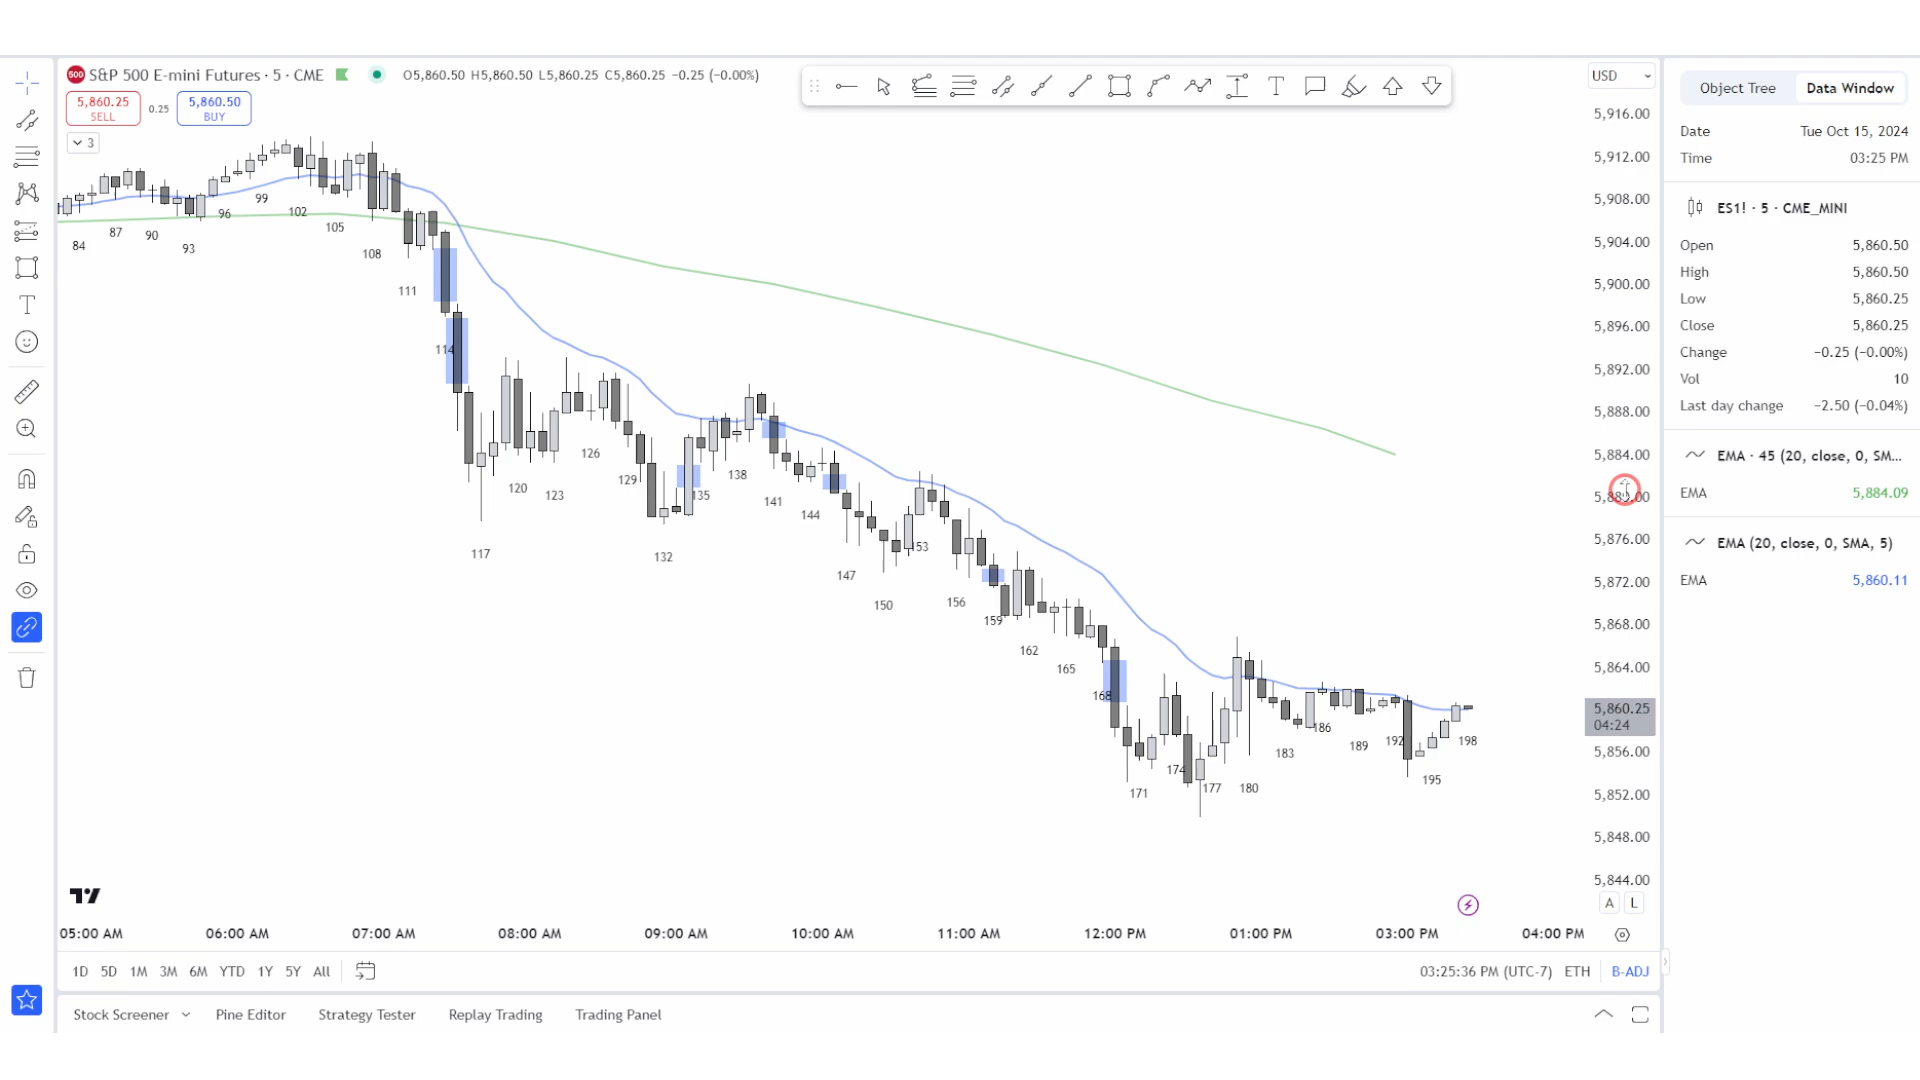 500 S&P 500 E-mini Futures · 5 · CME O5,860.50 H5,860.50 L5,860.25 C5,860.25 −0.25 (−0.00%)
5,860.25 SELL 0.25 5,860.50 BUY
3
USD
5,916.00
5,912.00
5,908.00
5,904.00
5,900.00
5,896.00
5,892.00
5,888.00
5,884.00
5,876.00
5,872.00
5,868.00
5,864.00
5,860.25
04:24
5,856.00
5,852.00
5,848.00
5,844.00
A L
84 87 90 93 96 99 102 105 108 111 114 117 120 123 126 129 132 135 138 141 144 147 150 153 156 159 162 165 168 171 174 177 180 183 186 189 192 195 198
05:00 AM 06:00 AM 07:00 AM 08:00 AM 09:00 AM 10:00 AM 11:00 AM 12:00 PM 01:00 PM 03:00 PM 04:00 PM
1D 5D 1M 3M 6M YTD 1Y 5Y All 03:25:36 PM (UTC-7) ETH B-ADJ
Stock Screener Pine Editor Strategy Tester Replay Trading Trading Panel
Object Tree Data Window
Date Tue Oct 15, 2024
Time 03:25 PM
ES1! · 5 · CME_MINI
Open 5,860.50
High 5,860.50
Low 5,860.25
Close 5,860.25
Change −0.25 (−0.00%)
Vol 10
Last day change −2.50 (−0.04%)
EMA · 45 (20, close, 0, SM...
EMA 5,884.09
EMA (20, close, 0, SMA, 5)
EMA 5,860.11